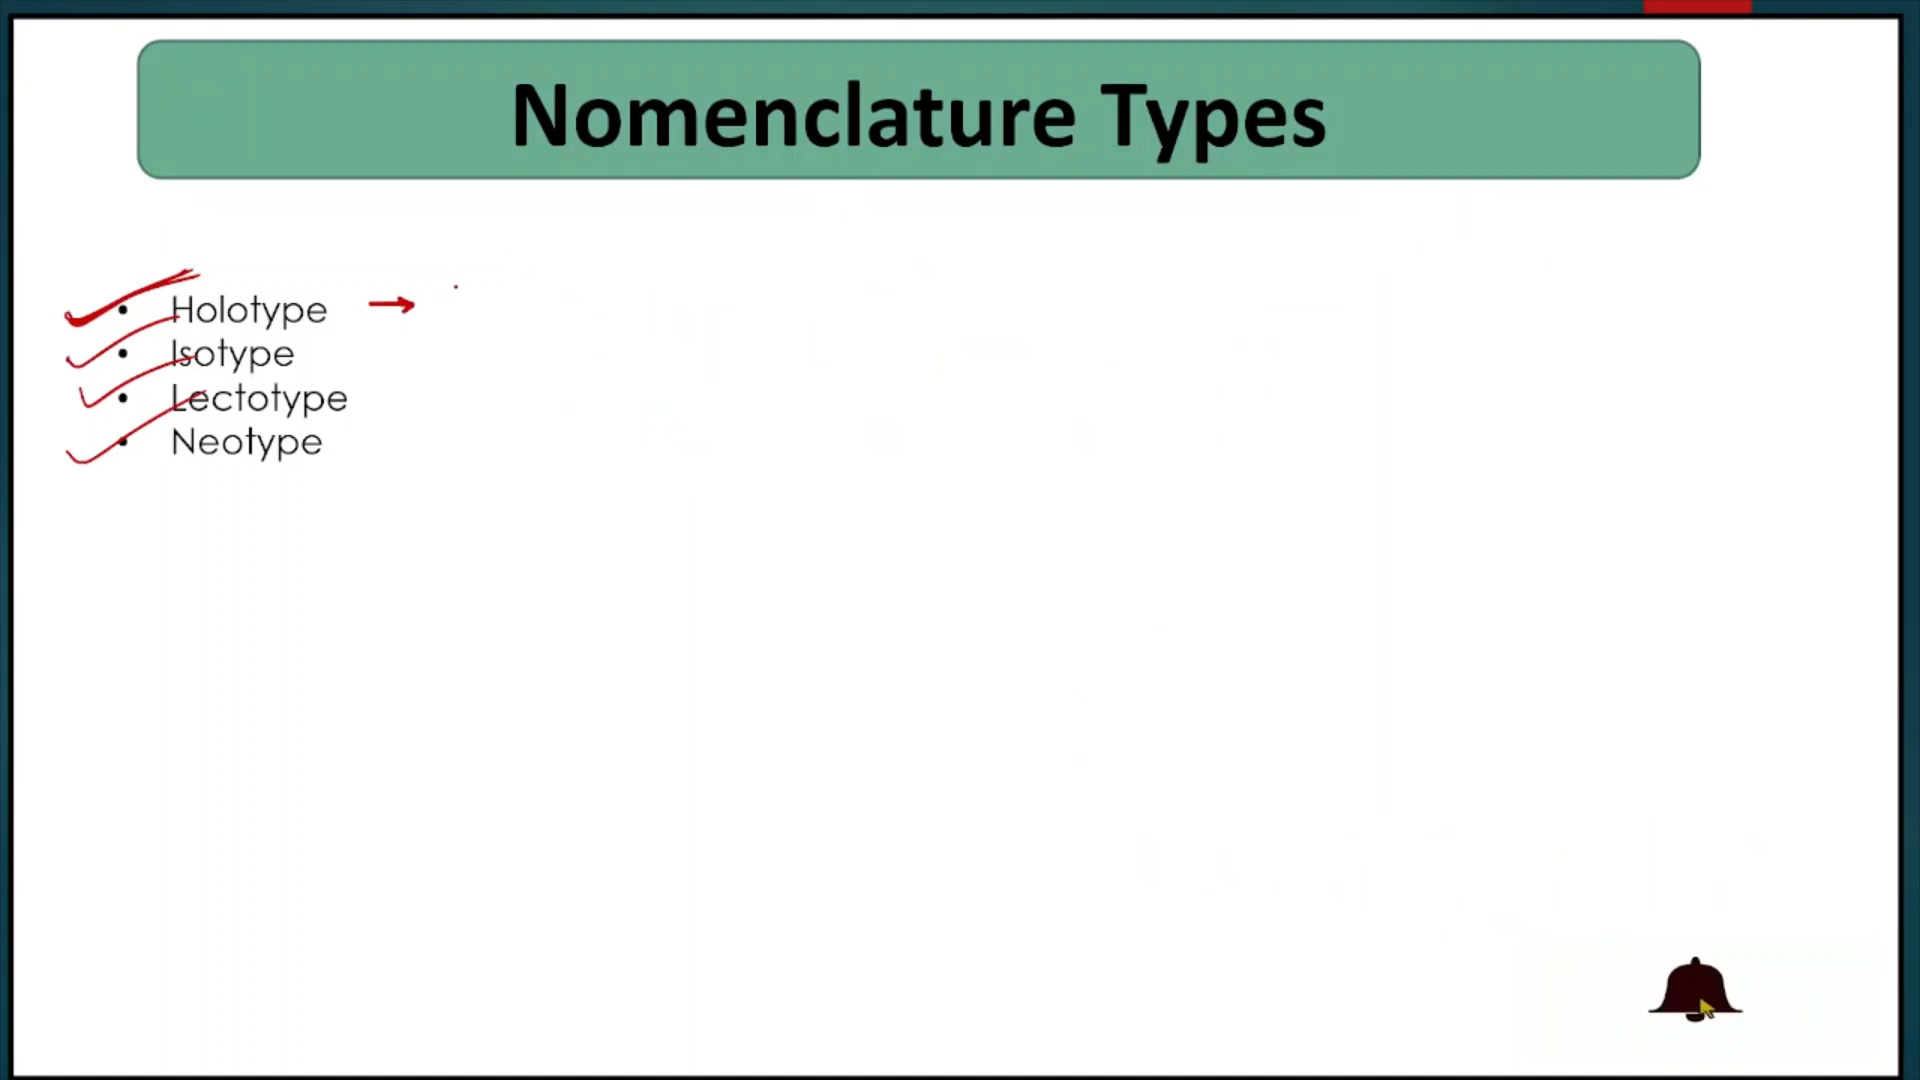 Nomenclature Types
• Holotype →
• Isotype
• Lectotype
• Neotype